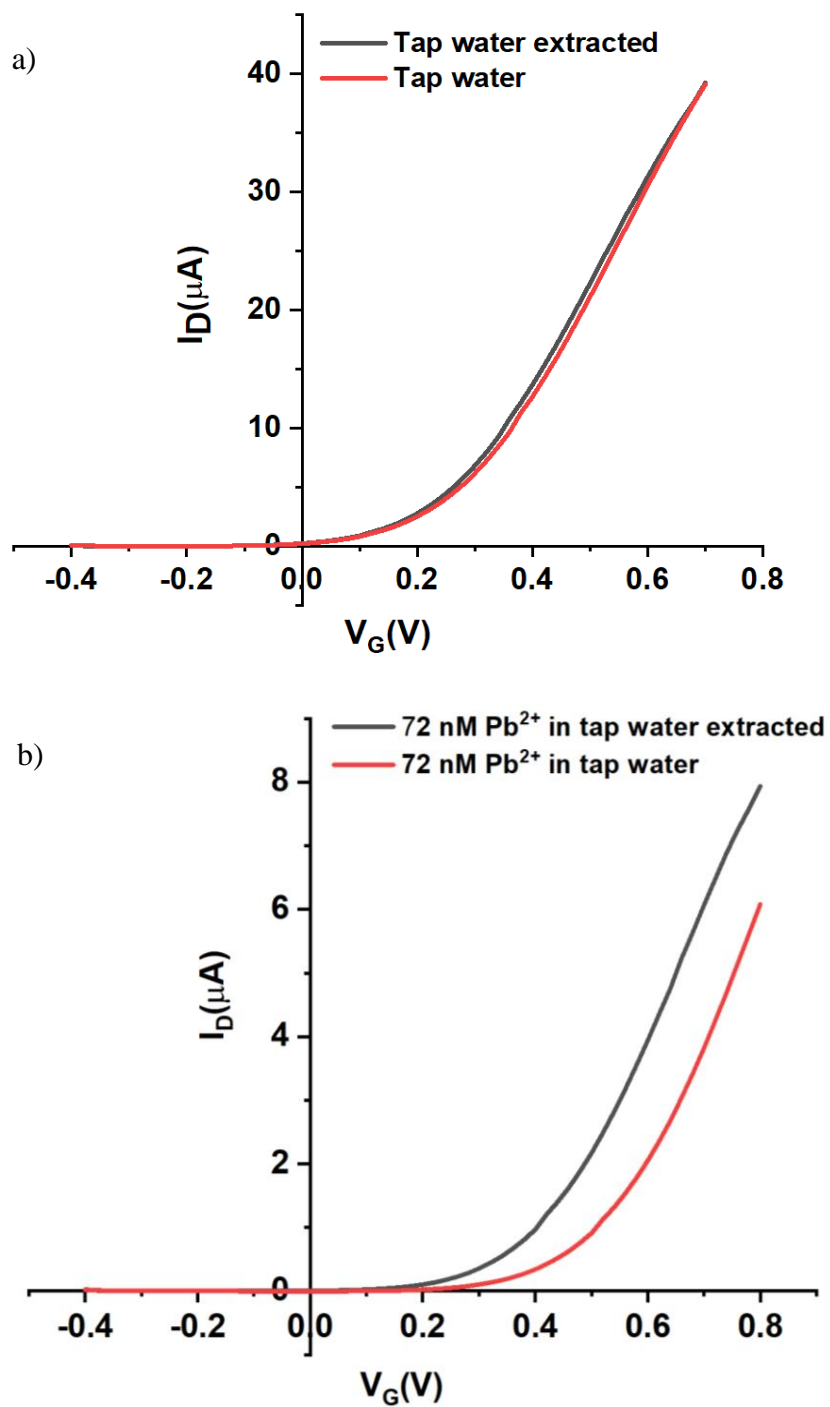 a)
Tap water extracted
Tap water
40
30
20
10
0
I_D(μA)
-0.4 -0.2 0.0 0.2 0.4 0.6 0.8
V_G(V)
b)
72 nM Pb²⁺ in tap water extracted
72 nM Pb²⁺ in tap water
8
6
4
2
0
I_D(μA)
-0.4 -0.2 0.0 0.2 0.4 0.6 0.8
V_G(V)